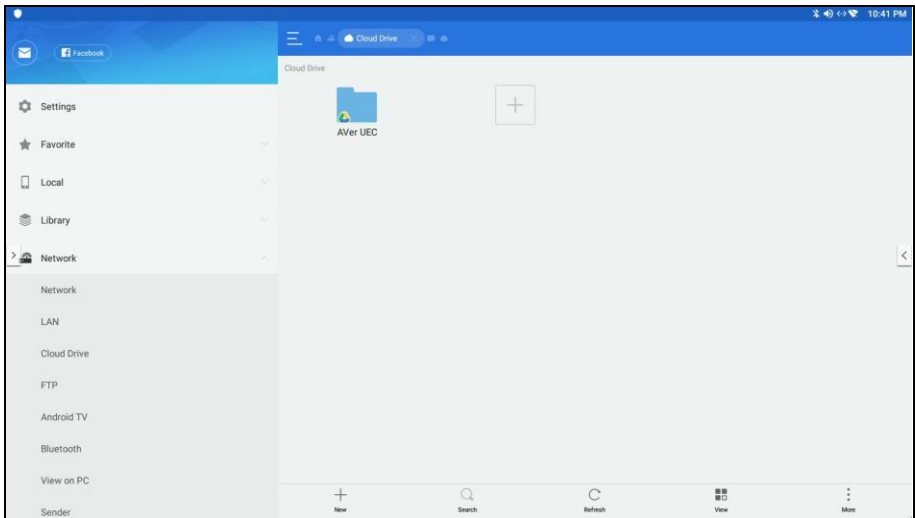 10:41 PM
Facebook
Cloud Drive
Cloud Drive
AVer UEC
Settings
Favorite
Local
Library
Network
Network
LAN
Cloud Drive
FTP
Android TV
Bluetooth
View on PC
Sender
New
Search
Refresh
View
More